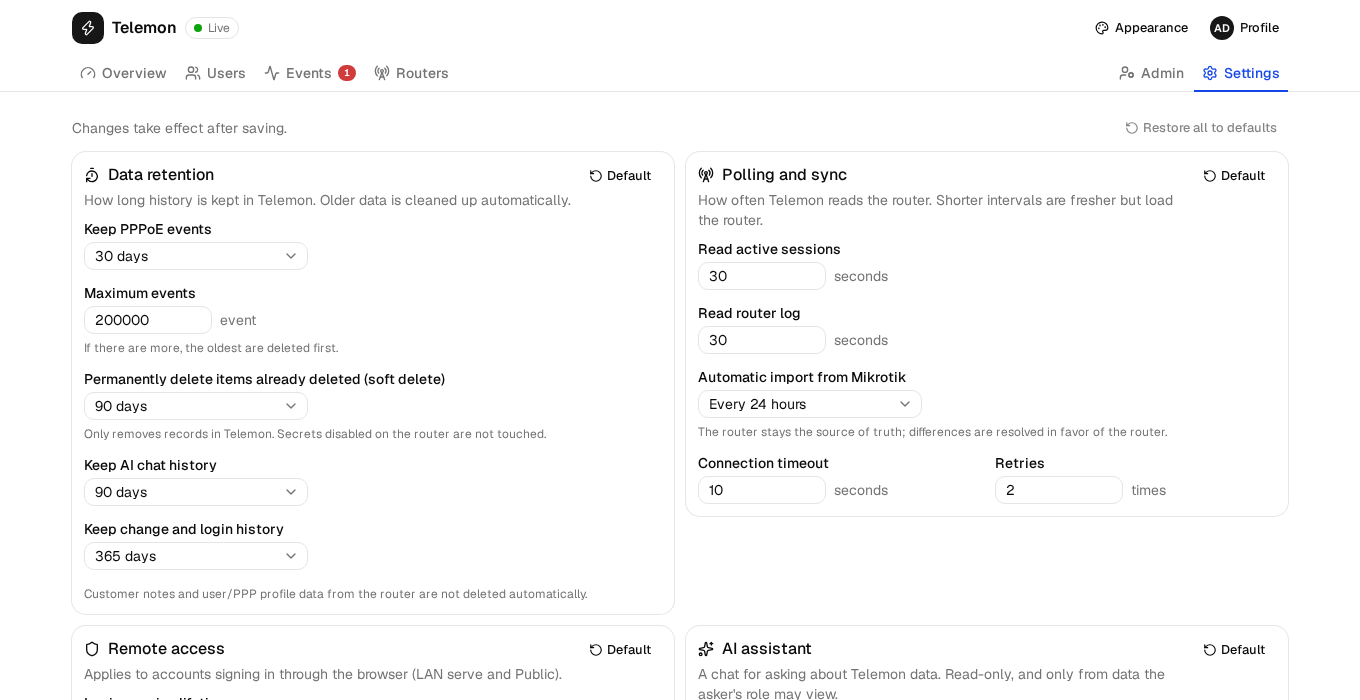 Telemon
Live
Appearance
AD
Profile
Overview
Users
Events
1
Routers
Admin
Settings
Changes take effect after saving.
Restore all to defaults
Data retention
Default
How long history is kept in Telemon. Older data is cleaned up automatically.
Keep PPPoE events
30 days
Maximum events
200000
event
If there are more, the oldest are deleted first.
Permanently delete items already deleted (soft delete)
90 days
Only removes records in Telemon. Secrets disabled on the router are not touched.
Keep AI chat history
90 days
Keep change and login history
365 days
Customer notes and user/PPP profile data from the router are not deleted automatically.
Polling and sync
Default
How often Telemon reads the router. Shorter intervals are fresher but load
the router.
Read active sessions
30
seconds
Read router log
30
seconds
Automatic import from Mikrotik
Every 24 hours
The router stays the source of truth; differences are resolved in favor of the router.
Connection timeout
10
seconds
Retries
2
times
Remote access
Default
Applies to accounts signing in through the browser (LAN serve and Public).
AI assistant
Default
A chat for asking about Telemon data. Read-only, and only from data the
asker's role may view.